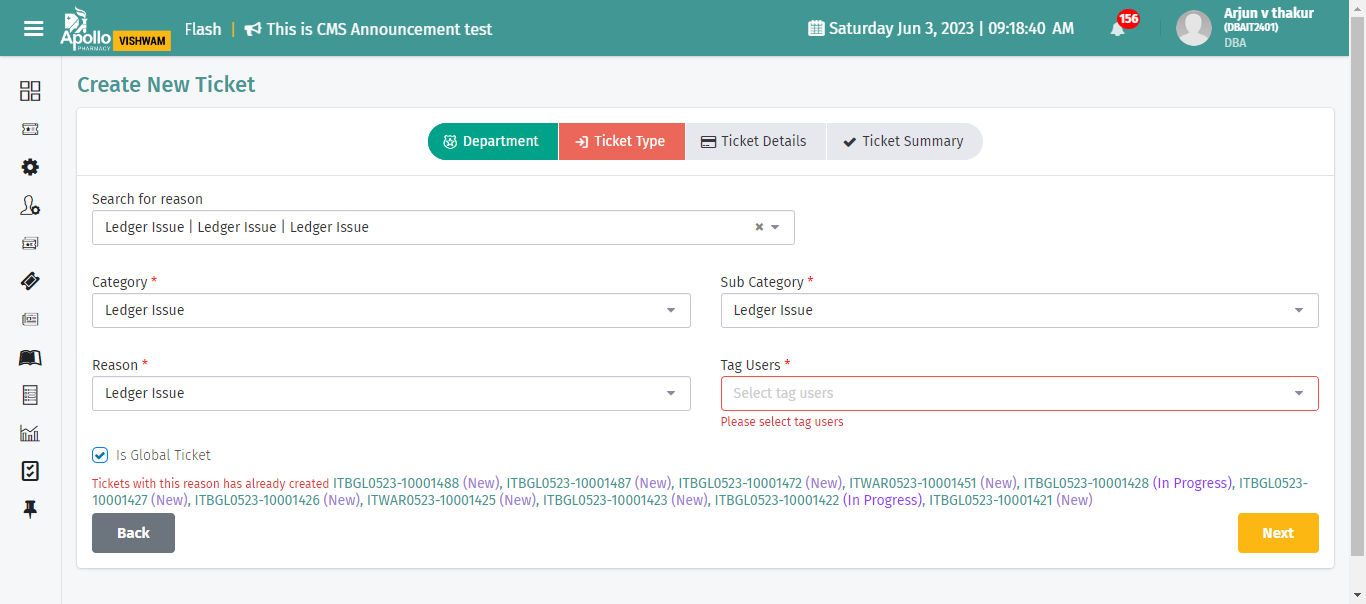 Apollo
PHARMACY
VISHWAM
Flash | This is CMS Announcement test
Saturday Jun 3, 2023 | 09:18:40 AM
156
Arjun v thakur
(DBAIT2401)
DBA
Create New Ticket
Department
Ticket Type
Ticket Details
Ticket Summary
Search for reason
Ledger Issue | Ledger Issue | Ledger Issue
Category *
Sub Category *
Ledger Issue
Ledger Issue
Reason *
Tag Users *
Ledger Issue
Select tag users
Please select tag users
Is Global Ticket
Tickets with this reason has already created ITBGL0523-10001488 (New), ITBGL0523-10001487 (New), ITBGL0523-10001472 (New), ITWAR0523-10001451 (New), ITBGL0523-10001428 (In Progress), ITBGL0523-
10001427 (New), ITBGL0523-10001426 (New), ITWAR0523-10001425 (New), ITBGL0523-10001423 (New), ITBGL0523-10001422 (In Progress), ITBGL0523-10001421 (New)
Back
Next